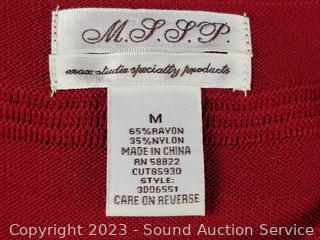 M.S.S.P.
max studio specialty products
M
65%RAYON
35%NYLON
MADE IN CHINA
RN 58822
CUT85930
STYLE:
3006551
CARE ON REVERSE
Copyright 2023 - Sound Auction Service